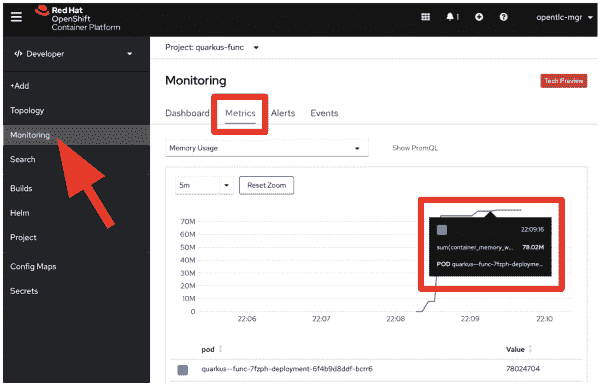 Red Hat
OpenShift
Container Platform
1
opentlc-mgr
</> Developer
+Add
Topology
Monitoring
Search
Builds
Helm
Project
Config Maps
Secrets
Project: quarkus-func
Monitoring
Tech Preview
Dashboard Metrics Alerts Events
Memory Usage
Show PromQL
5m
Reset Zoom
70M
60M
50M
40M
30M
20M
10M
0
22:06 22:07 22:08 22:09 22:10
22:09:16
sum(container_memory_w... 78.02M
POD quarkus--func-7fzph-deployme...
pod Value
quarkus--func-7fzph-deployment-6f4b9d8ddf-bcrr6 78024704